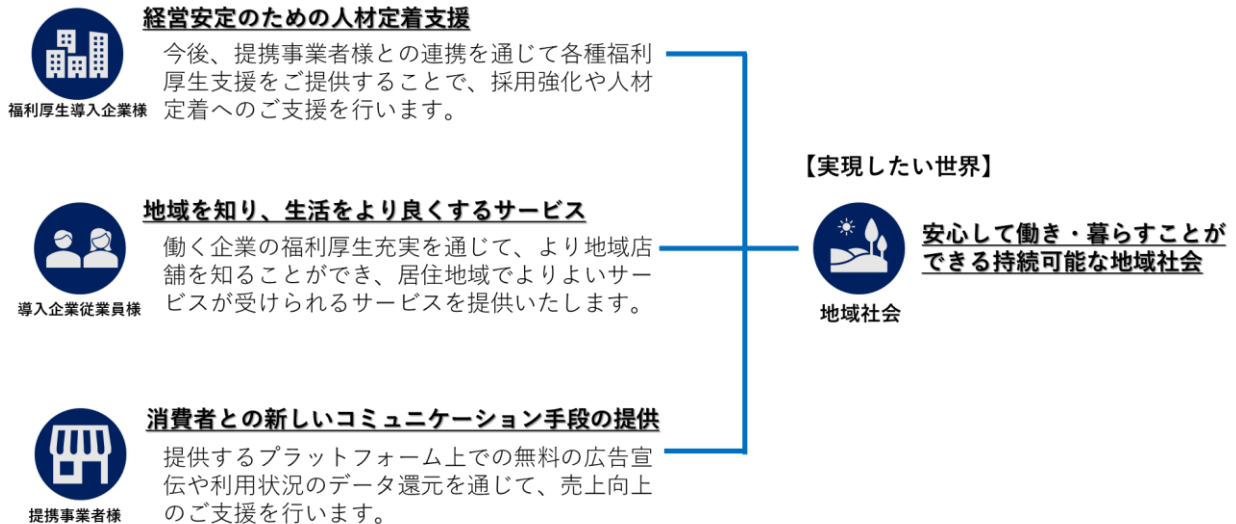 経営安定のための人材定着支援
今後、提携事業者様との連携を通じて各種福利
厚生支援をご提供することで、採用強化や人材
定着へのご支援を行います。
福利厚生導入企業様
地域を知り、生活をより良くするサービス
働く企業の福利厚生充実を通じて、より地域店
舗を知ることができ、居住地域でよりよいサー
ビスが受けられるサービスを提供いたします。
導入企業従業員様
消費者との新しいコミュニケーション手段の提供
提供するプラットフォーム上での無料の広告宣
伝や利用状況のデータ還元を通じて、売上向上
のご支援を行います。
提携事業者様
【実現したい世界】
安心して働き・暮らすことが
できる持続可能な地域社会
地域社会